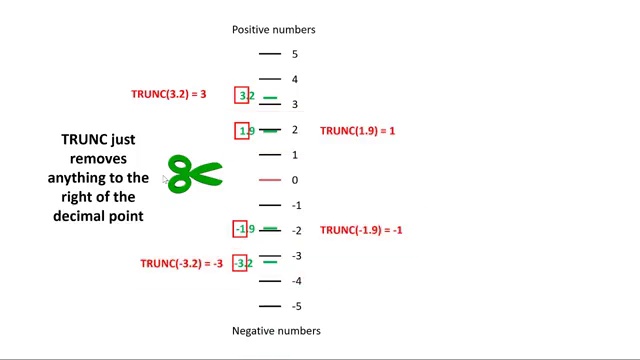 Positive numbers
5
4
TRUNC(3.2) = 3
3.2
3
1.9
2
TRUNC(1.9) = 1
TRUNC just
removes
anything to the
right of the
decimal point
1
0
-1
-1.9
-2
TRUNC(-1.9) = -1
-3
TRUNC(-3.2) = -3
-3.2
-4
-5
Negative numbers